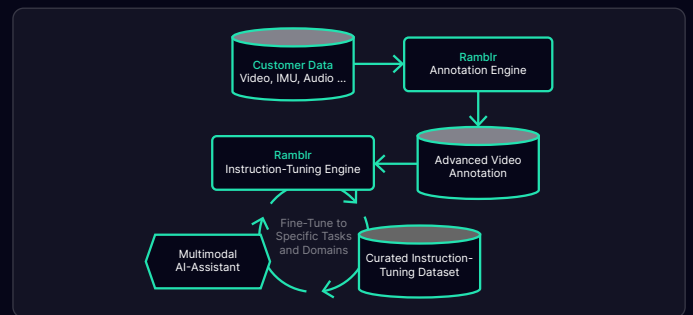 Customer Data
Video, IMU, Audio ...
Ramblr
Annotation Engine
Ramblr
Instruction-Tuning Engine
Advanced Video
Annotation
Fine-Tune to
Specific Tasks
and Domains
Multimodal
AI-Assistant
Curated Instruction-
Tuning Dataset